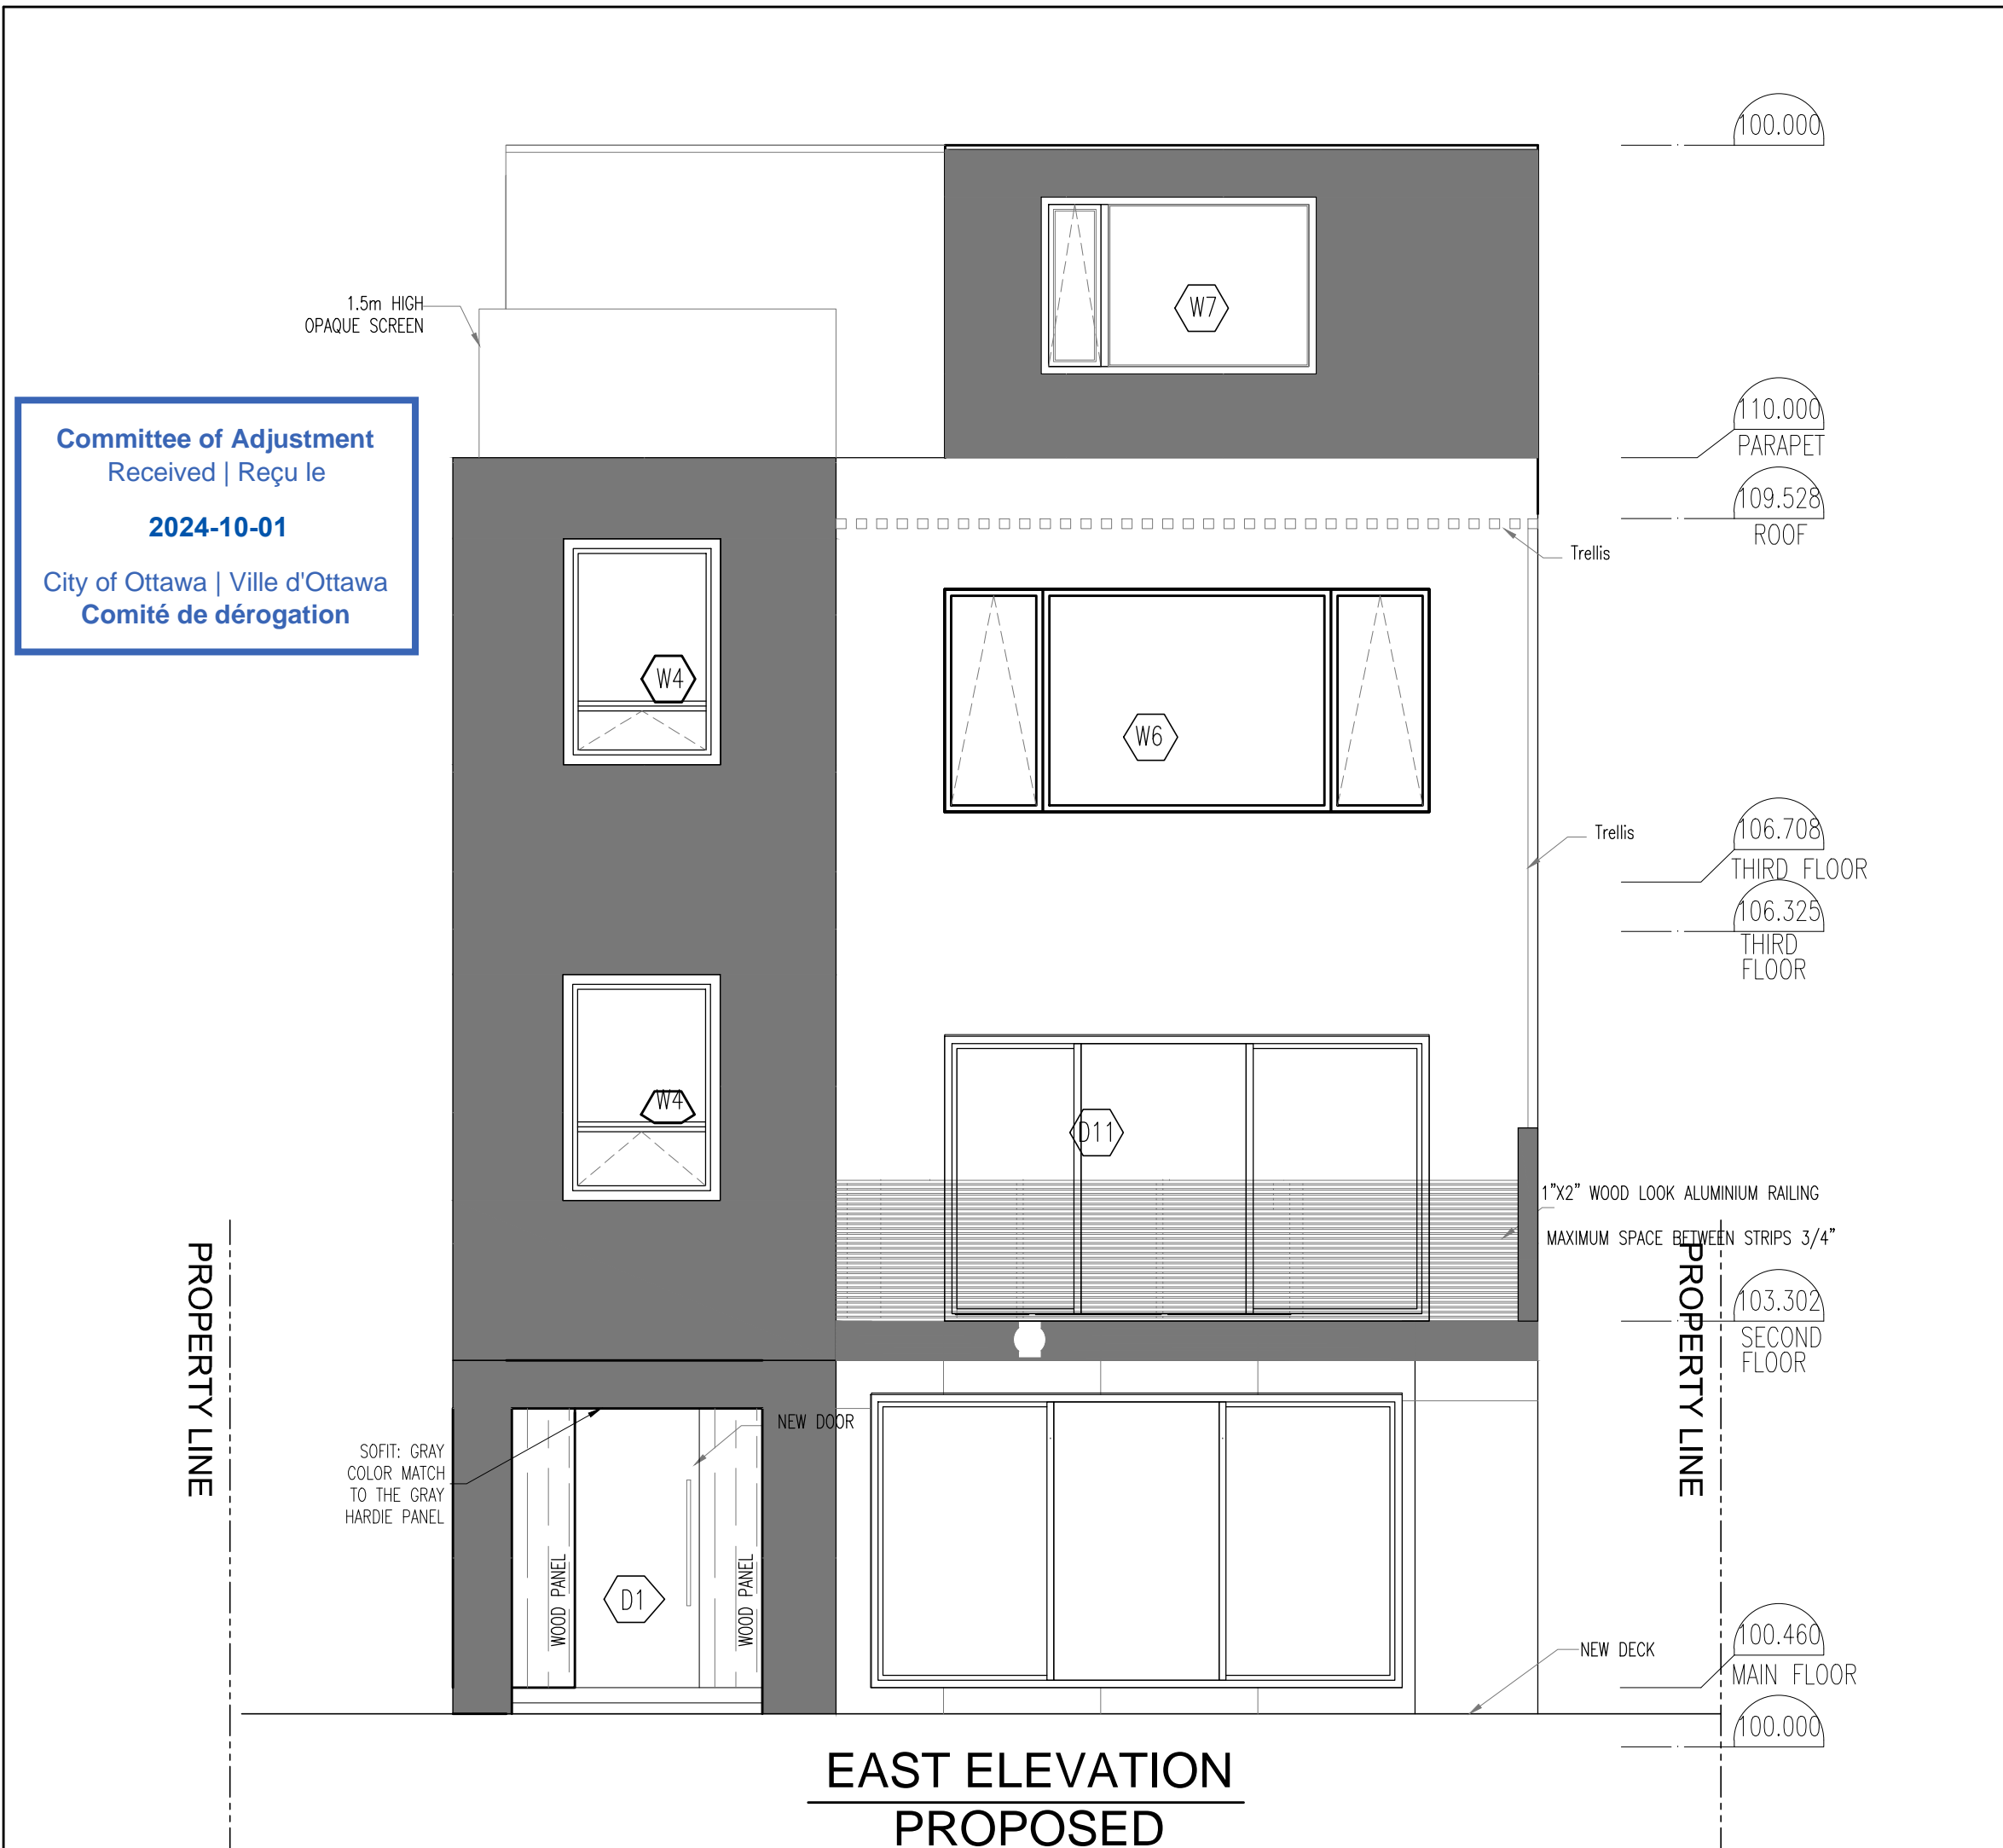 100.000
1.5m HIGH
OPAQUE SCREEN
W7
Committee of Adjustment
Received | Reçu le
2024-10-01
City of Ottawa | Ville d'Ottawa
Comité de dérogation
110.000
PARAPET
109.528
ROOF
Trellis
W4
W6
Trellis
106.708
THIRD FLOOR
106.325
THIRD
FLOOR
W4
D11
1"X2" WOOD LOOK ALUMINIUM RAILING
MAXIMUM SPACE BETWEEN STRIPS 3/4"
PROPERTY LINE
PROPERTY LINE
103.302
SECOND
FLOOR
NEW DOOR
SOFIT: GRAY
COLOR MATCH
TO THE GRAY
HARDIE PANEL
WOOD PANEL
D1
WOOD PANEL
NEW DECK
100.460
MAIN FLOOR
100.000
EAST ELEVATION
PROPOSED